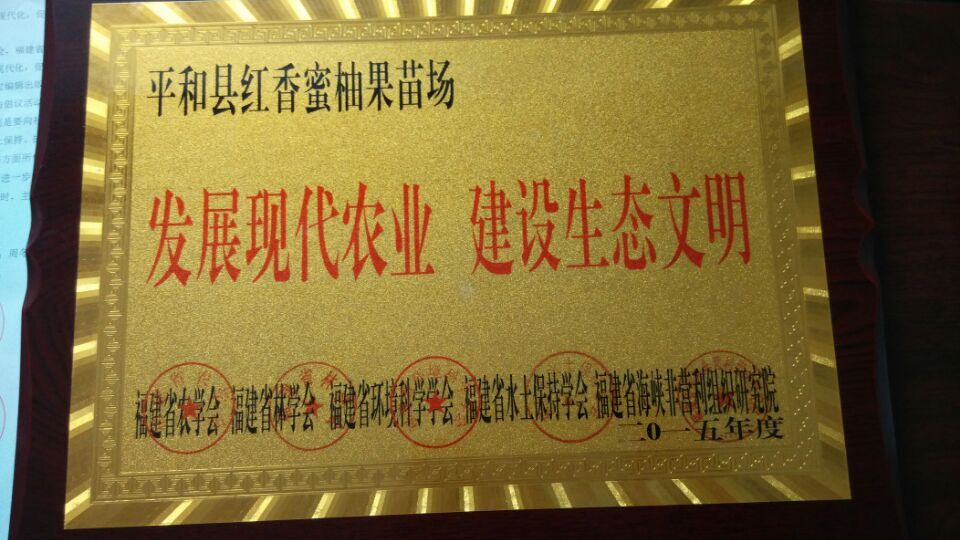 平和县红香蜜柚果苗场
发展现代农业 建设生态文明
福建省农学会 福建省林学会 福建省环境科学学会 福建省水土保持学会 福建省海峡非营利组织研究院
二0一五年度